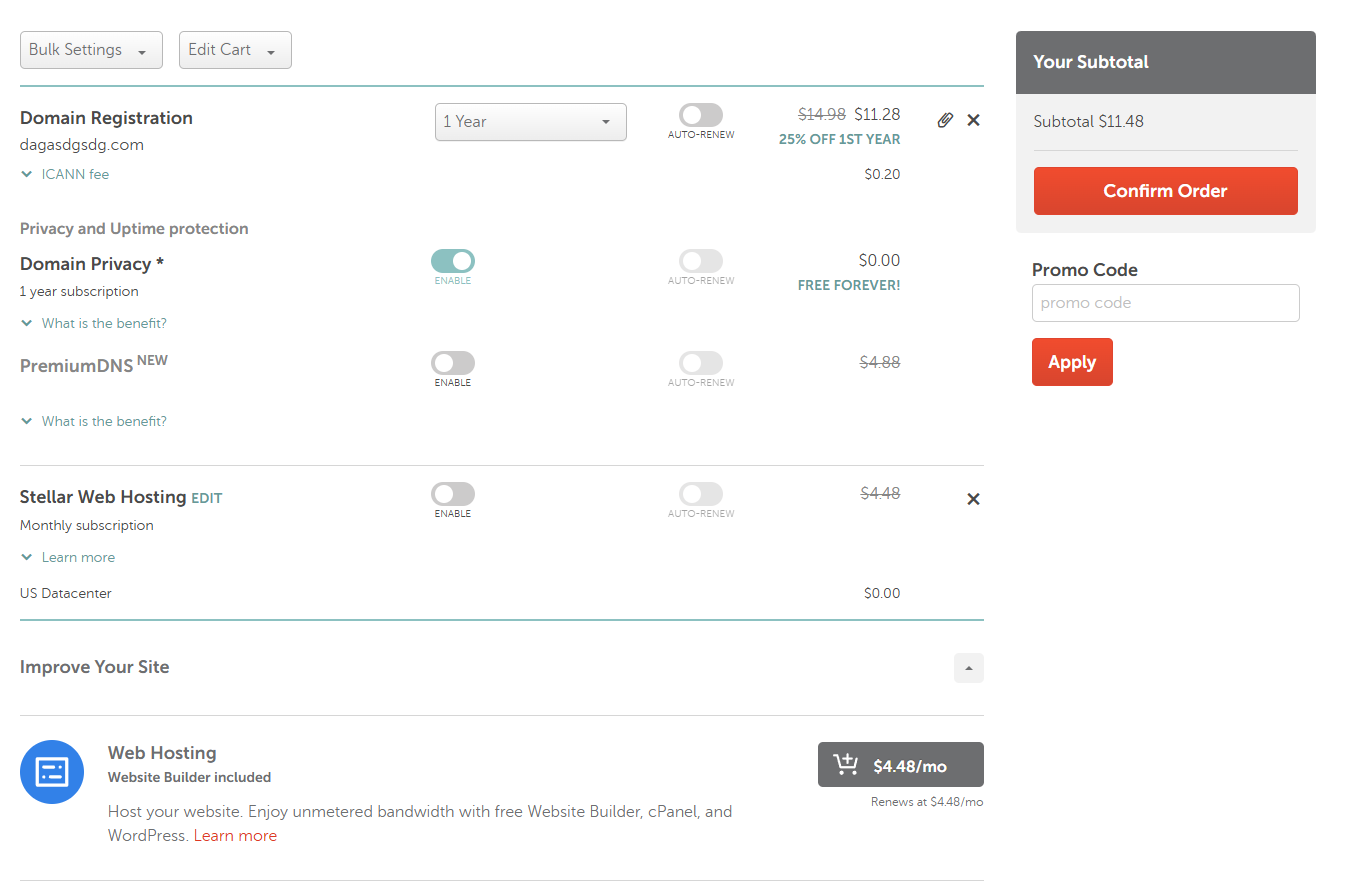 Bulk Settings
Edit Cart
Domain Registration
dagasdgsdg.com
ICANN fee
1 Year
AUTO-RENEW
$14.98 $11.28
25% OFF 1ST YEAR
$0.20
Privacy and Uptime protection
Domain Privacy *
1 year subscription
What is the benefit?
ENABLE
AUTO-RENEW
$0.00
FREE FOREVER!
PremiumDNS NEW
ENABLE
AUTO-RENEW
$4.88
What is the benefit?
Stellar Web Hosting EDIT
Monthly subscription
Learn more
ENABLE
AUTO-RENEW
$4.48
US Datacenter
$0.00
Improve Your Site
Web Hosting
Website Builder included
Host your website. Enjoy unmetered bandwidth with free Website Builder, cPanel, and
WordPress. Learn more
$4.48/mo
Renews at $4.48/mo
Your Subtotal
Subtotal $11.48
Confirm Order
Promo Code
promo code
Apply